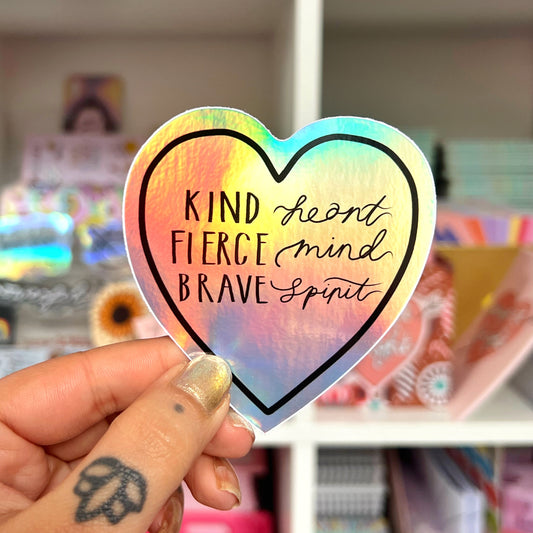 KIND heart
FIERCE mind
BRAVE spirit